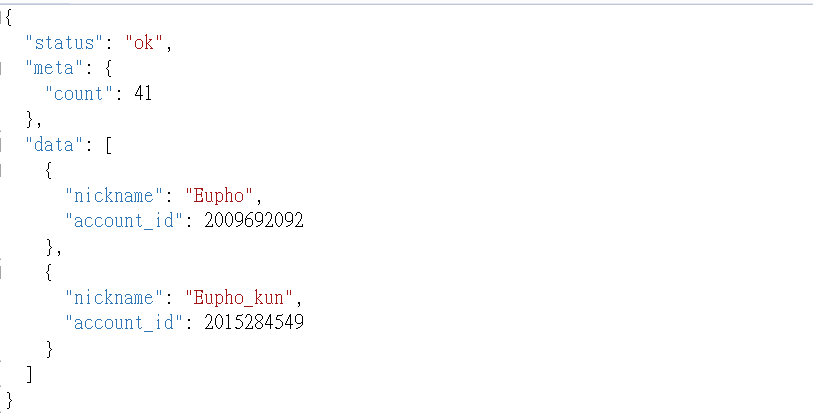 {
"status": "ok",
"meta": {
"count": 41
},
"data": [
{
"nickname": "Eupho",
"account_id": 2009692092
},
{
"nickname": "Eupho_kun",
"account_id": 2015284549
}
]
}